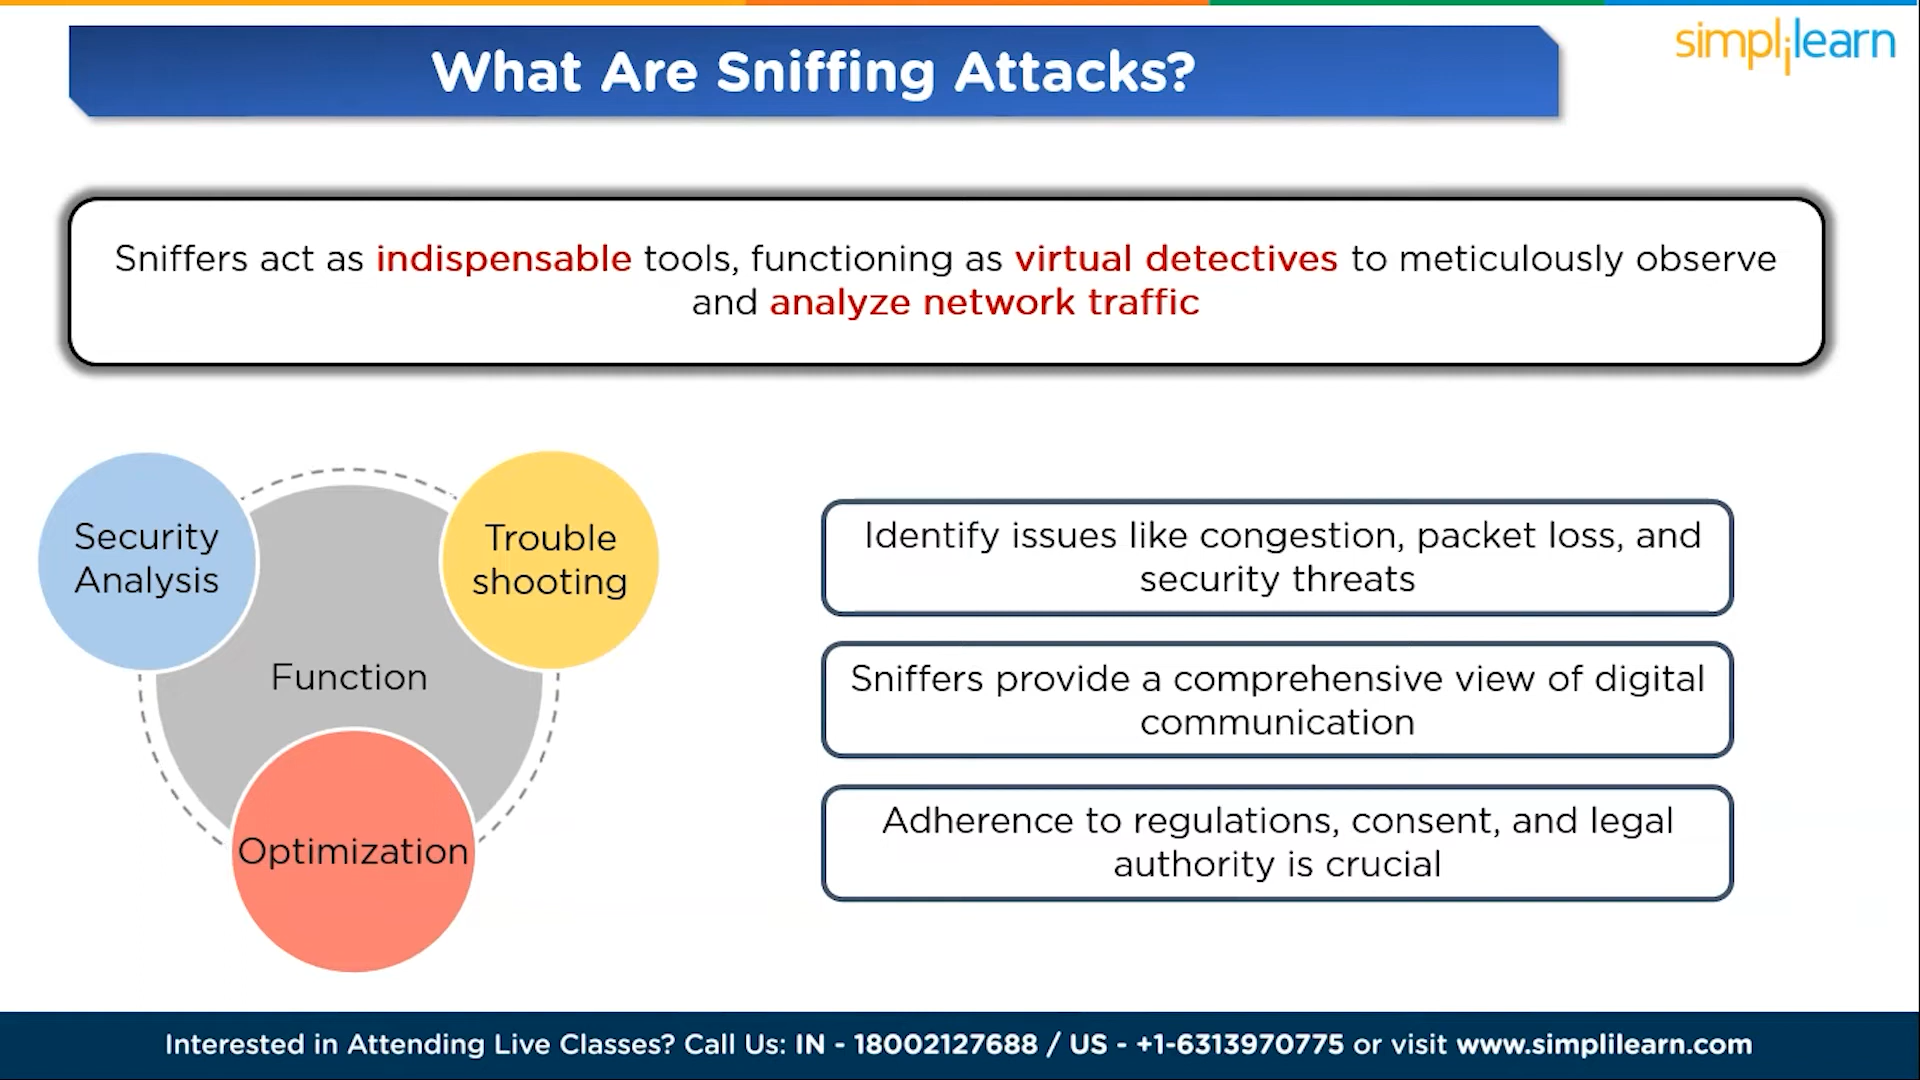 What Are Sniffing Attacks?
simplilearn
Sniffers act as indispensable tools, functioning as virtual detectives to meticulously observe
and analyze network traffic
Security
Analysis
Trouble
shooting
Function
Optimization
Identify issues like congestion, packet loss, and
security threats
Sniffers provide a comprehensive view of digital
communication
Adherence to regulations, consent, and legal
authority is crucial
Interested in Attending Live Classes? Call Us: IN - 18002127688 / US - +1-6313970775 or visit www.simplilearn.com